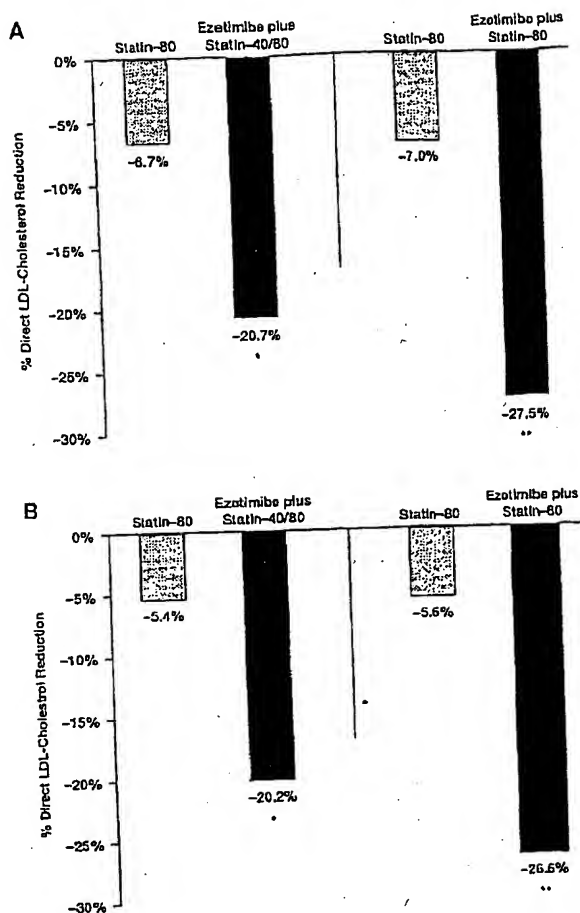 A
Statin–80
Ezetimibe plus
Statin–40/80
Statin–80
Ezetimibe plus
Statin–80
% Direct LDL-Cholesterol Reduction
0%
–5%
–10%
–15%
–20%
–25%
–30%
–6.7%
–20.7%
*
–7.0%
–27.5%
**
B
Statin–80
Ezetimibe plus
Statin–40/80
Statin–80
Ezetimibe plus
Statin–80
% Direct LDL-Cholestrol Reduction
0%
–5%
–10%
–15%
–20%
–25%
–30%
–5.4%
–20.2%
*
–5.6%
–26.6%
**